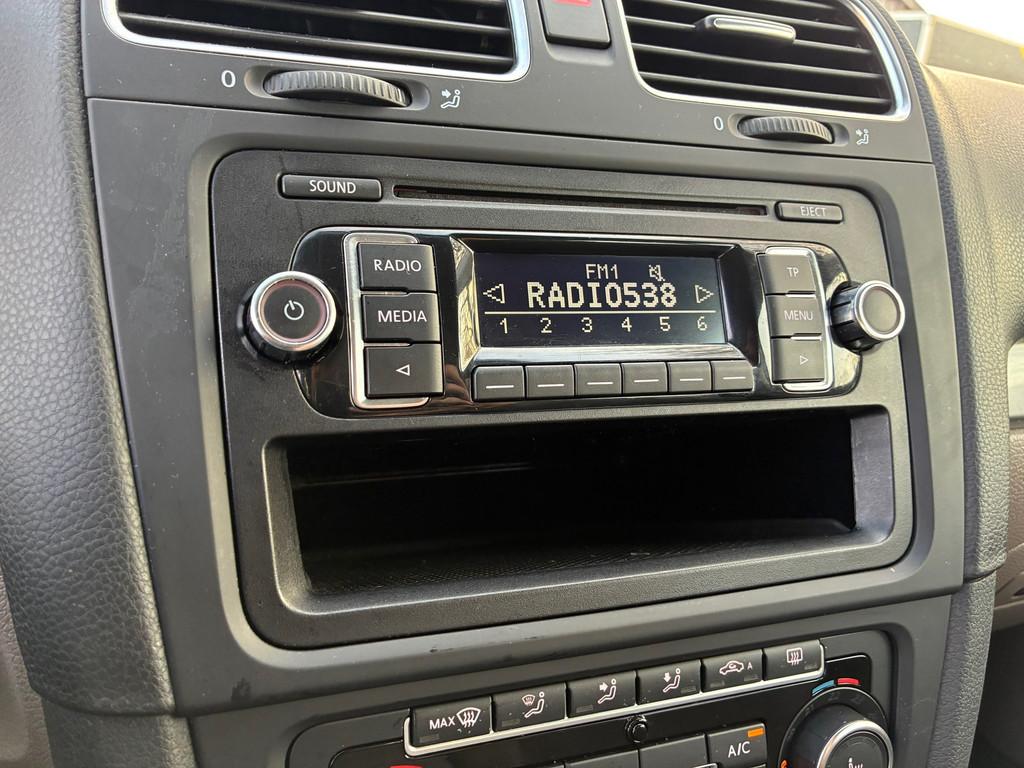 0
0
SOUND
EJECT
RADIO
FM1
TP
RADIO538
MEDIA
MENU
1 2 3 4 5 6
MAX
A
A/C